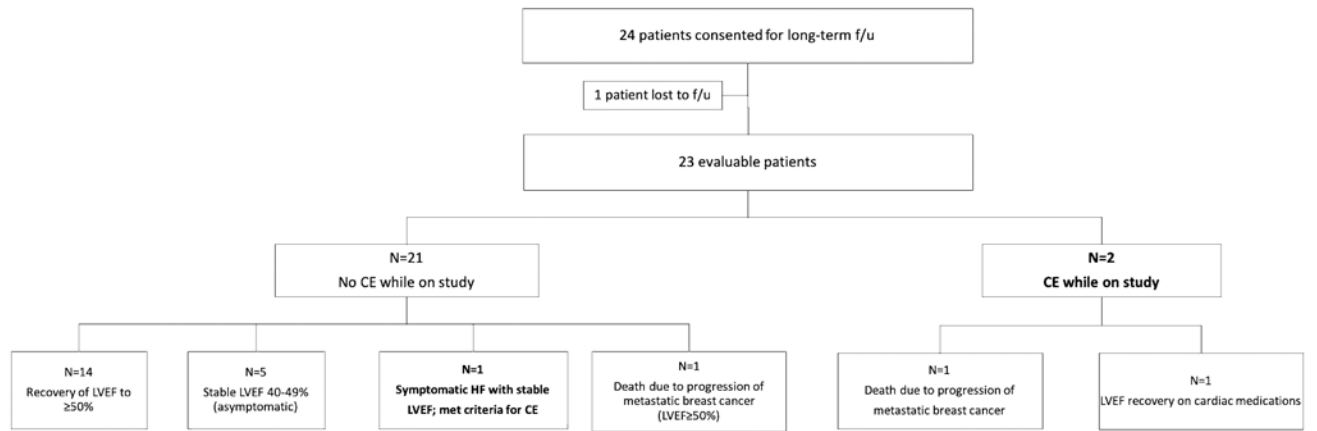 24 patients consented for long-term f/u
1 patient lost to f/u
23 evaluable patients
N=21
No CE while on study
N=2
CE while on study
N=14
Recovery of LVEF to
≥50%
N=5
Stable LVEF 40-49%
(asymptomatic)
N=1
Symptomatic HF with stable
LVEF; met criteria for CE
N=1
Death due to progression of
metastatic breast cancer
(LVEF≥50%)
N=1
Death due to progression of
metastatic breast cancer
N=1
LVEF recovery on cardiac medications